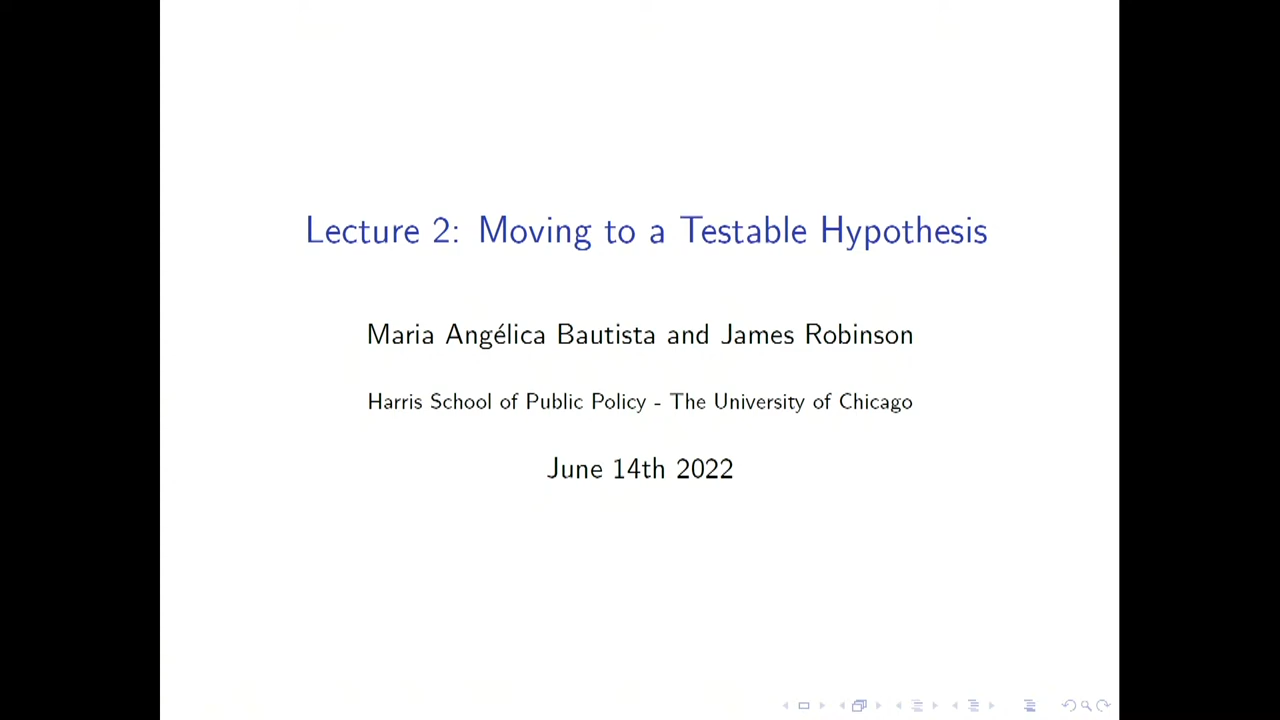 Lecture 2: Moving to a Testable Hypothesis
Maria Angélica Bautista and James Robinson
Harris School of Public Policy - The University of Chicago
June 14th 2022